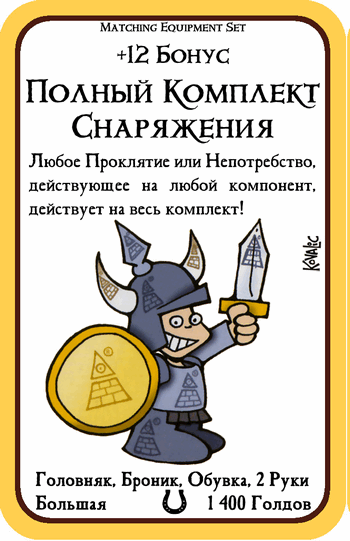 Matching Equipment Set
+12 Бонус
Полный Комплект
Снаряжения
Любое Проклятие или Непотребство,
действующее на любой компонент,
действует на весь комплект!
Kovalic
Головняк, Броник, Обувка, 2 Руки
Большая 1 400 Голдов